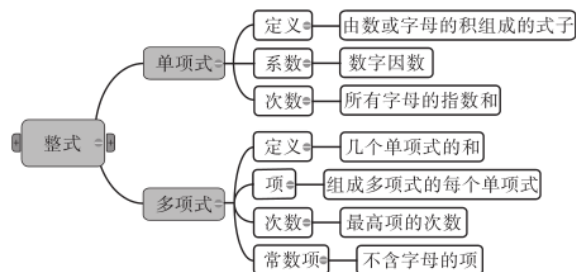 定义 由数或字母的积组成的式子
单项式 系数 数字因数
次数 所有字母的指数和
整式
定义 几个单项式的和
项 组成多项式的每个单项式
多项式 次数 最高项的次数
常数项 不含字母的项